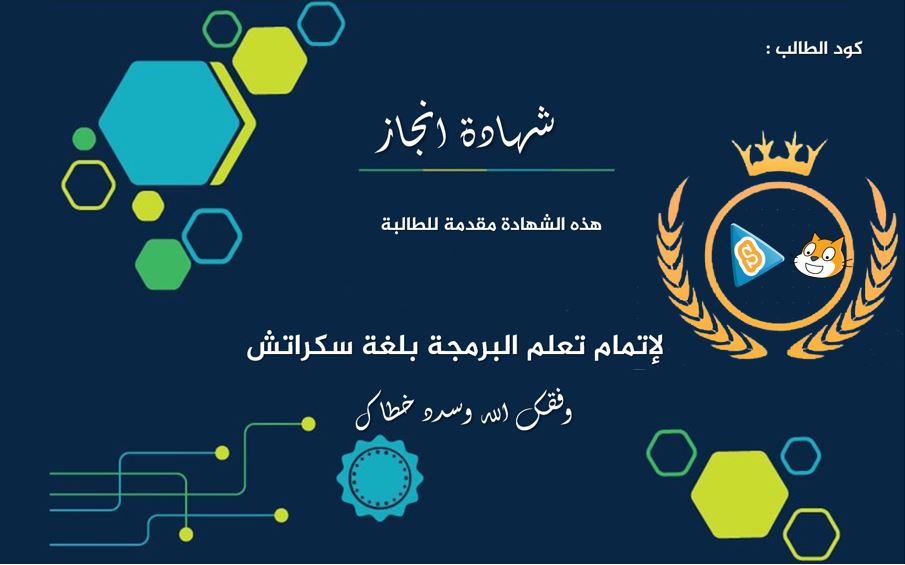 كود الطالب :
شهادة انجاز
هذه الشهادة مقدمة للطالبة
لإتمام تعلم البرمجة بلغة سكراتش
وفقك الله وسدد خطاك